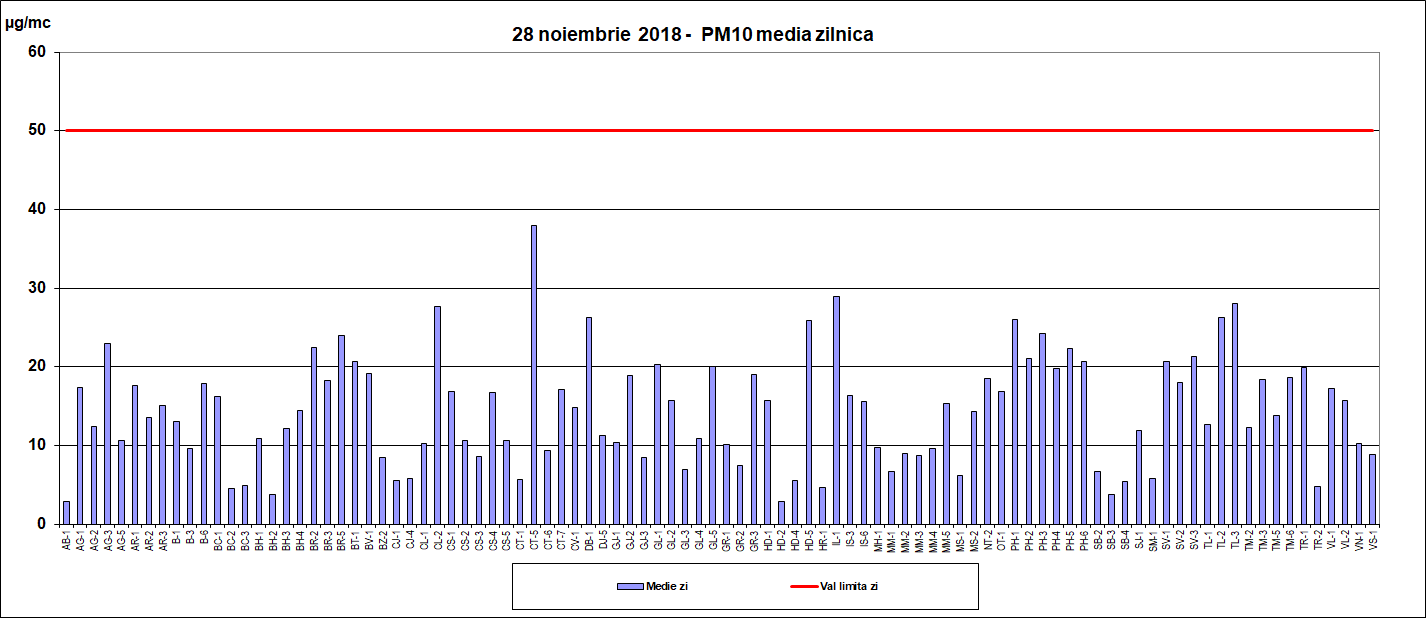 µg/mc
28 noiembrie 2018 - PM10 media zilnica
60
50
40
30
20
10
0
AB-1 AG-1 AG-2 AG-3 AG-5 AR-1 AR-2 AR-3 B-1 B-3 B-6 BC-1 BC-2 BC-3 BH-1 BH-2 BH-3 BH-4 BR-2 BR-3 BR-5 BT-1 BV-1 BZ-2 CJ-1 CJ-4 CL-1 CL-2 CS-1 CS-2 CS-3 CS-4 CS-5 CT-1 CT-5 CT-6 CT-7 CV-1 DB-1 DJ-5 GJ-1 GJ-2 GJ-3 GL-1 GL-2 GL-3 GL-4 GL-5 GR-1 GR-2 GR-3 HD-1 HD-2 HD-4 HD-5 HR-1 IL-1 IS-3 IS-6 MH-1 MM-1 MM-2 MM-3 MM-4 MM-5 MS-1 MS-2 NT-2 OT-1 PH-1 PH-2 PH-3 PH-4 PH-5 PH-6 SB-2 SB-3 SB-4 SJ-1 SM-1 SV-1 SV-2 SV-3 TL-1 TL-2 TL-3 TM-2 TM-3 TM-5 TM-6 TR-1 TR-2 VL-1 VL-2 VN-1 VS-1
Medie zi
Val limita zi